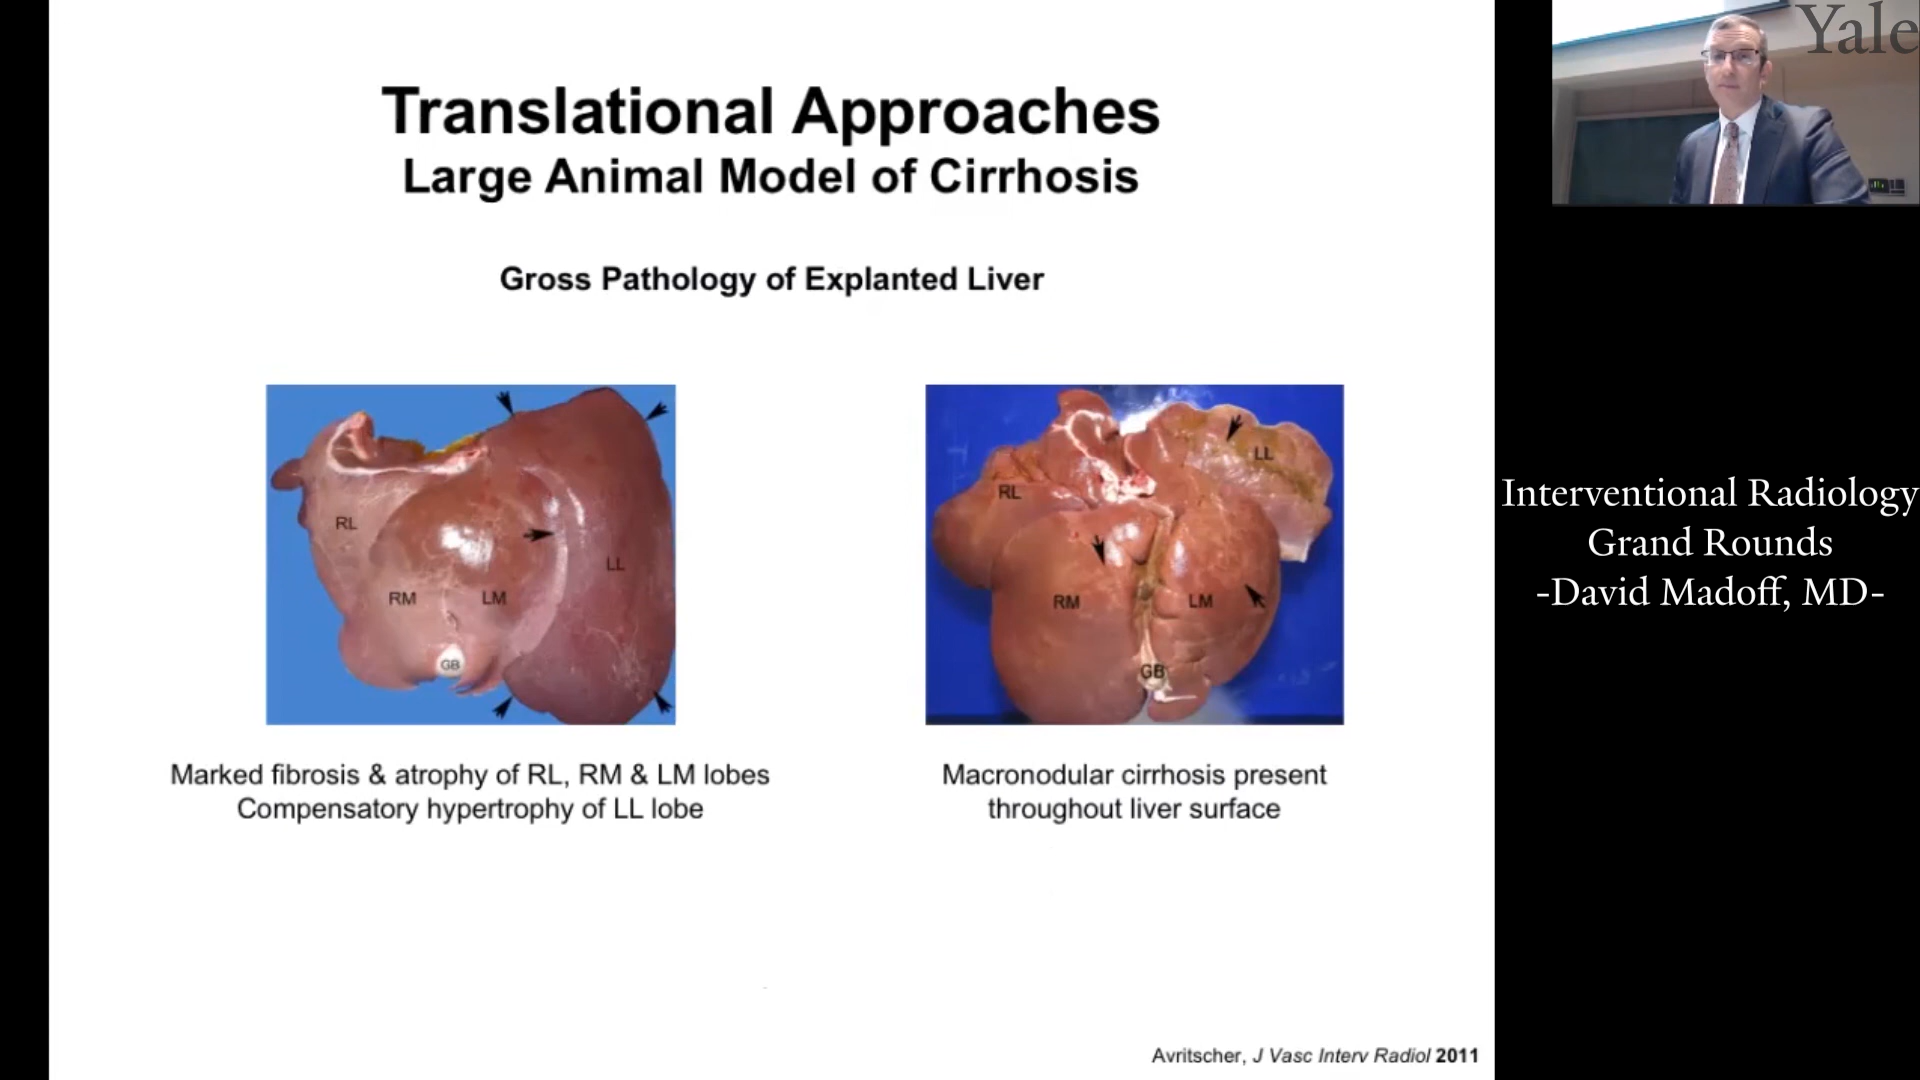 Translational Approaches
Large Animal Model of Cirrhosis
Gross Pathology of Explanted Liver
RL
RM
LM
LL
GB
RL
RM
LM
LL
GB
Marked fibrosis & atrophy of RL, RM & LM lobes
Compensatory hypertrophy of LL lobe
Macronodular cirrhosis present
throughout liver surface
Avritscher, J Vasc Interv Radiol 2011
Yale
Interventional Radiology
Grand Rounds
-David Madoff, MD-